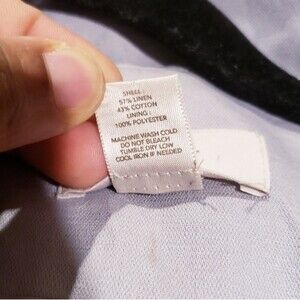 SHELL:
57% LINEN
43% COTTON
LINING:
100% POLYESTER
MACHINE WASH COLD
DO NOT BLEACH
TUMBLE DRY LOW
COOL IRON IF NEEDED